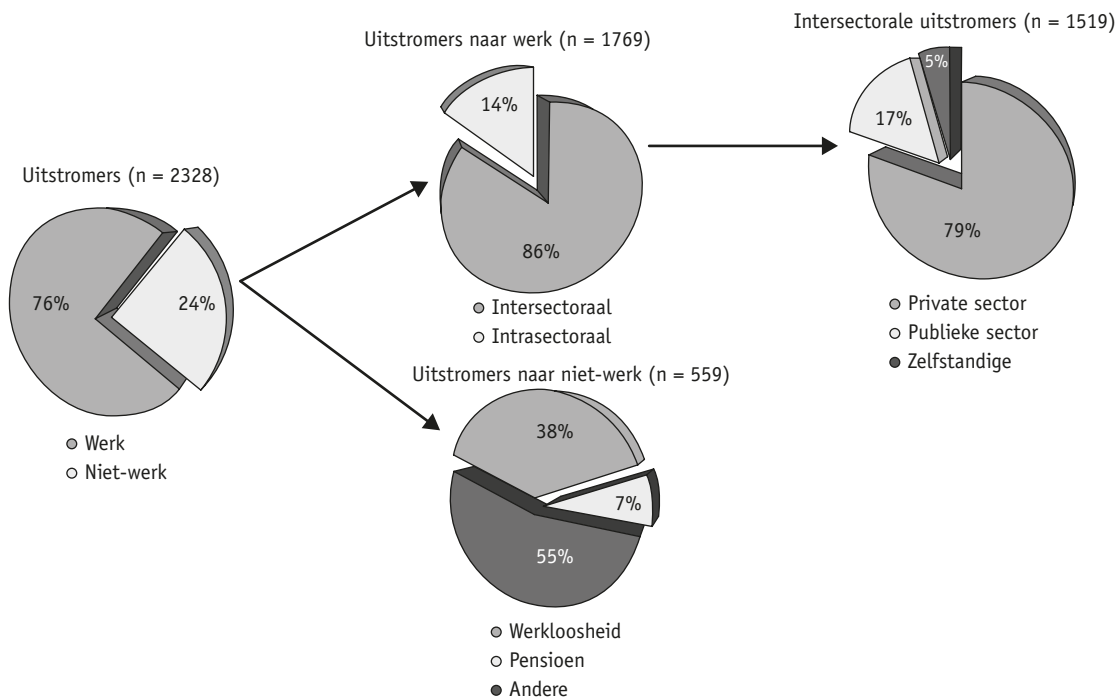 Uitstromers (n = 2328)
76%
24%
Werk
Niet-werk
Uitstromers naar werk (n = 1769)
14%
86%
Intersectoraal
Intrasectoraal
Intersectorale uitstromers (n = 1519)
5%
17%
79%
Private sector
Publieke sector
Zelfstandige
Uitstromers naar niet-werk (n = 559)
38%
7%
55%
Werkloosheid
Pensioen
Andere